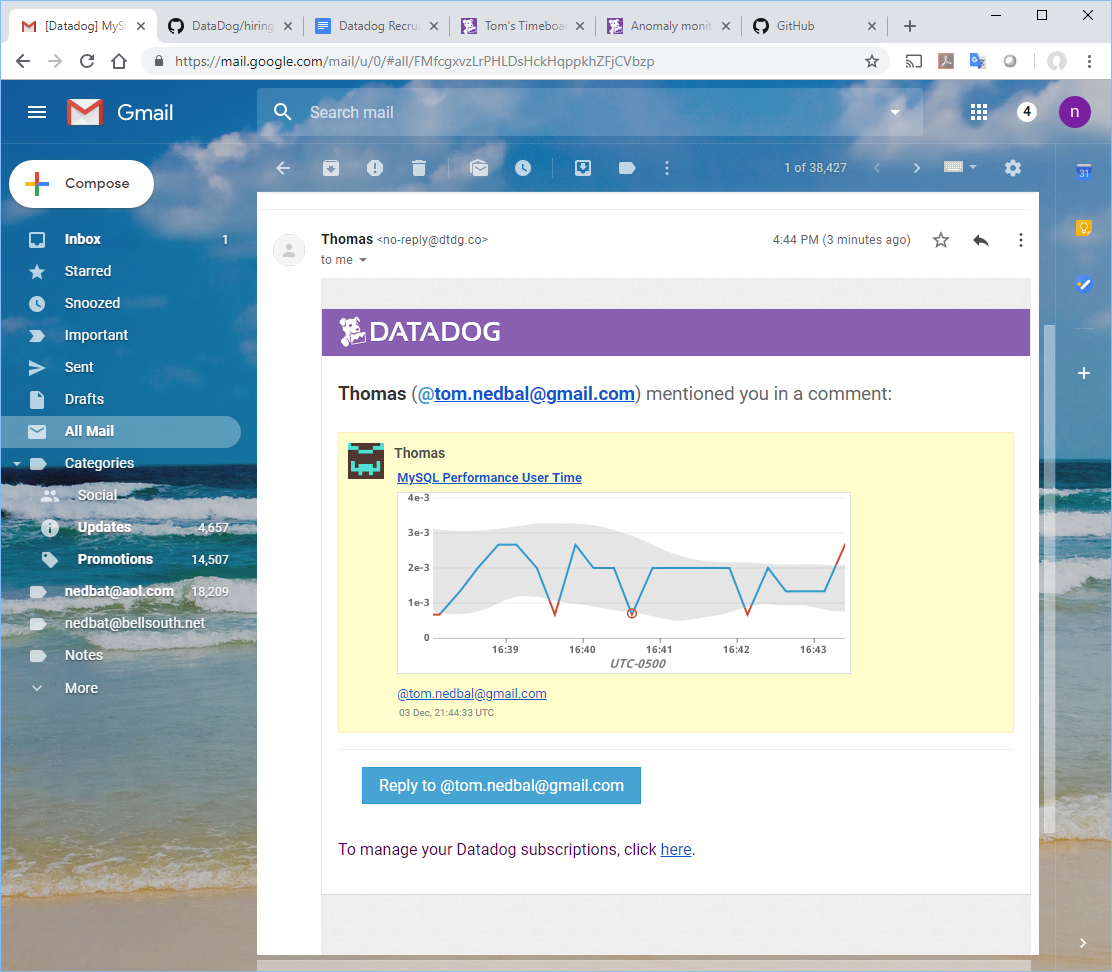 [Datadog] MyS
DataDog/hiring
Datadog Recru
Tom's Timeboa
Anomaly monit
GitHub
https://mail.google.com/mail/u/0/#all/FMfcgxvzLrPHLDsHckHqppkhZFjCVbzp
Gmail
Search mail
4
n
Compose
1 of 38,427
31
Inbox 1
Starred
Snoozed
Important
Sent
Drafts
All Mail
Categories
Social
Updates 4,657
Promotions 14,507
nedbat@aol.com 18,209
nedbat@bellsouth.net
Notes
More
Thomas <no-reply@dtdg.co>
4:44 PM (3 minutes ago)
to me
DATADOG
Thomas (@tom.nedbal@gmail.com) mentioned you in a comment:
Thomas
MySQL Performance User Time
4e-3
3e-3
2e-3
1e-3
0
16:39 16:40 16:41 16:42 16:43
UTC-0500
@tom.nedbal@gmail.com
03 Dec, 21:44:33 UTC
Reply to @tom.nedbal@gmail.com
To manage your Datadog subscriptions, click here.